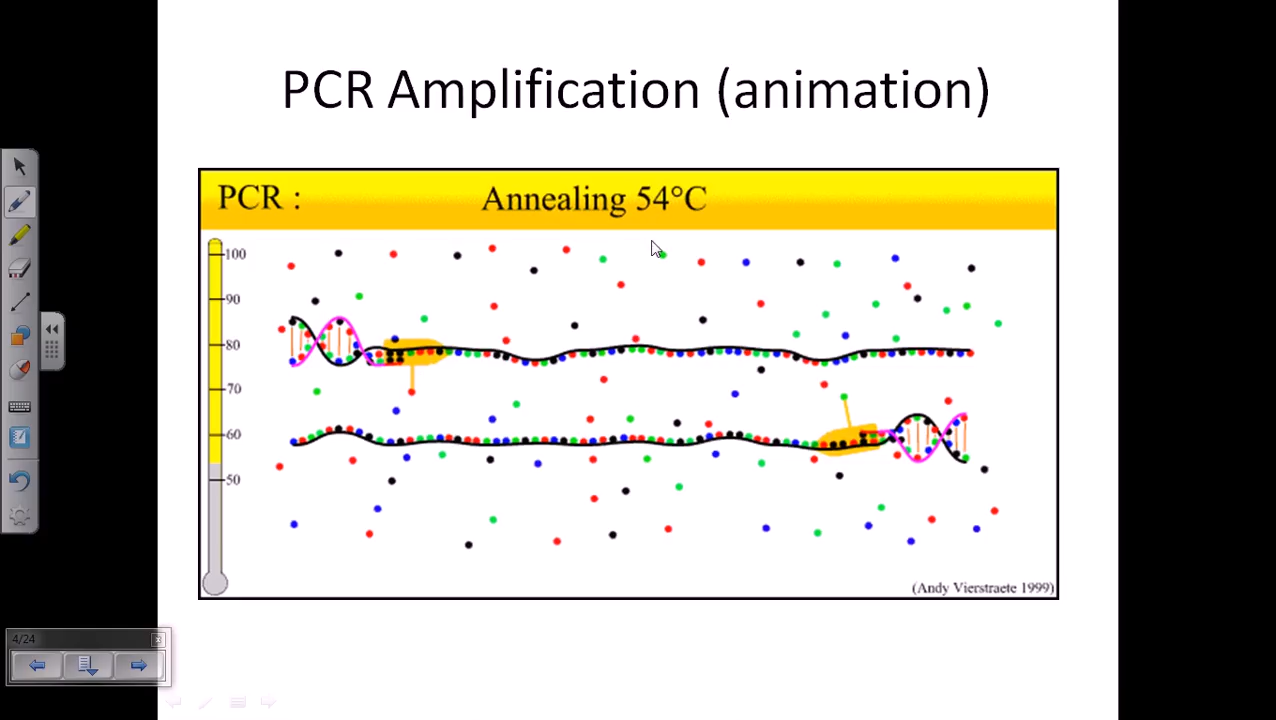 PCR Amplification (animation)
PCR :
Annealing 54°C
100
90
80
70
60
50
(Andy Vierstraete 1999)
4/24